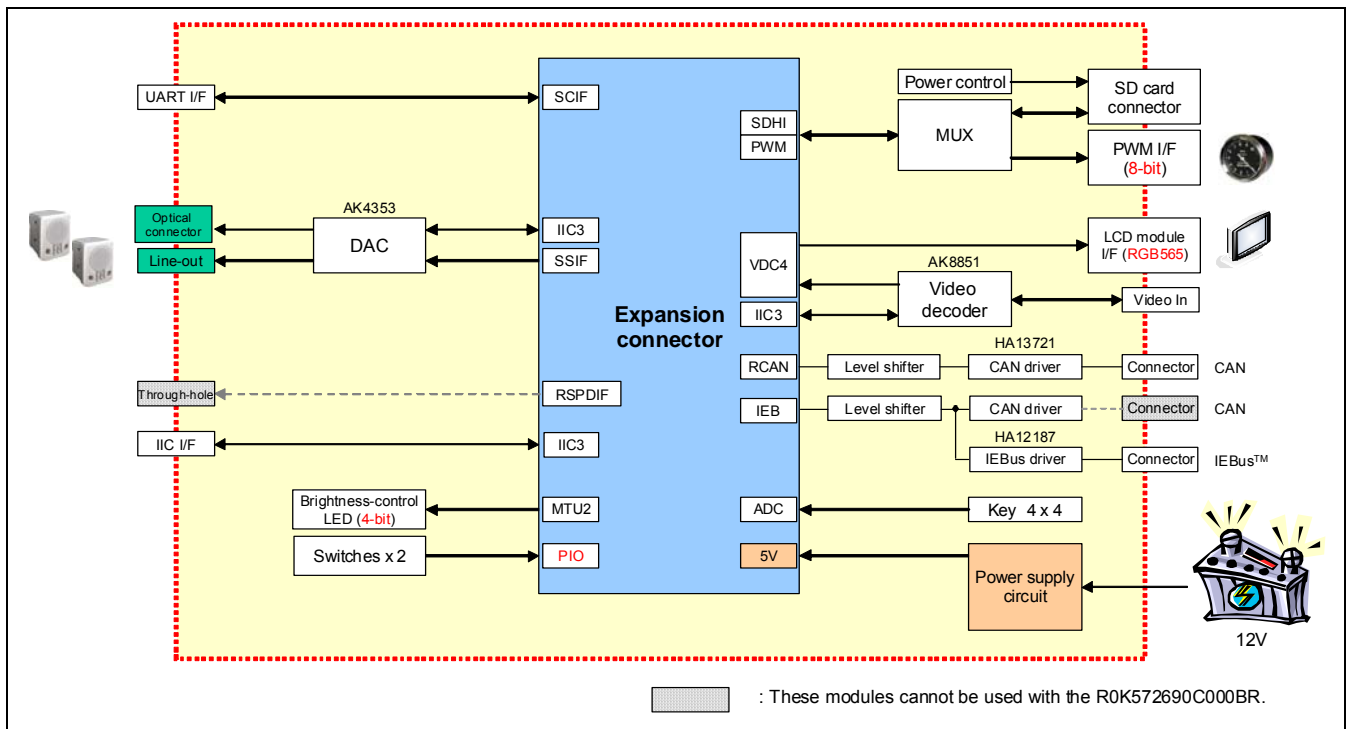 UART I/F
SCIF
AK4353
Optical
connector
Line-out
DAC
IIC3
SSIF
Through-hole
RSPDIF
IIC I/F
IIC3
Brightness-control
LED (4-bit)
MTU2
Switches x 2
PIO
Expansion
connector
SDHI
PWM
Power control
MUX
SD card
connector
PWM I/F
(8-bit)
VDC4
LCD module
I/F (RGB565)
AK8851
Video
decoder
IIC3
Video In
HA13721
RCAN
Level shifter
CAN driver
Connector
CAN
IEB
Level shifter
CAN driver
Connector
CAN
HA12187
IEBus driver
Connector
IEBus™
ADC
Key 4 x 4
5V
Power supply
circuit
12V
: These modules cannot be used with the R0K572690C000BR.